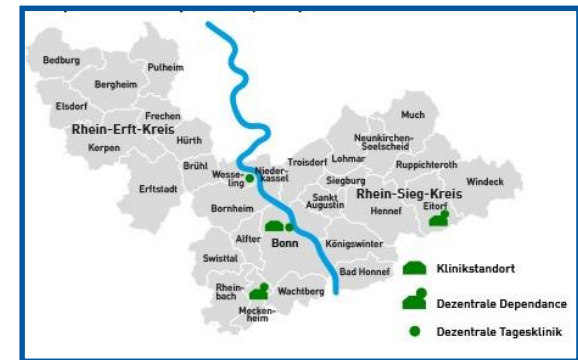 Bedburg
Pulheim
Bergheim
Elsdorf
Frechen
Rhein-Erft-Kreis
Kerpen
Hürth
Brühl
Erftstadt
Wesse-
ling
Nieder-
kassel
Bornheim
Alfter
Bonn
Swisttal
Rhein-
bach
Mecken-
heim
Wachtberg
Troisdorf
Lohmar
Siegburg
Sankt
Augustin
Königswinter
Bad Honnef
Much
Neunkirchen-
Seelscheid
Ruppichteroth
Windeck
Rhein-Sieg-Kreis
Hennef
Eitorf
Klinikstandort
Dezentrale Dependance
Dezentrale Tagesklinik